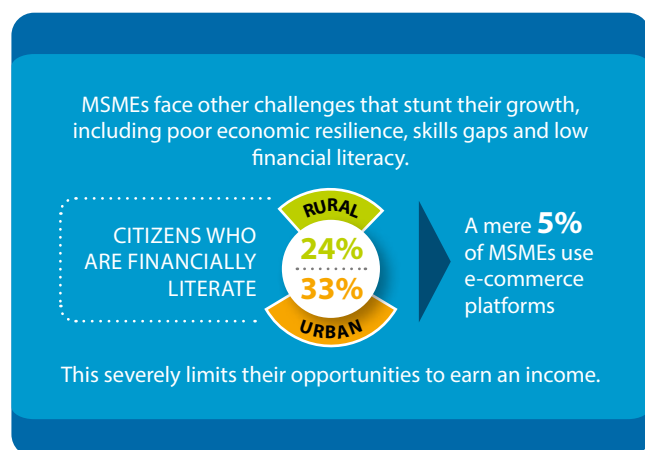 MSMEs face other challenges that stunt their growth,
including poor economic resilience, skills gaps and low
financial literacy.
CITIZENS WHO
ARE FINANCIALLY
LITERATE
RURAL
24%
33%
URBAN
A mere 5%
of MSMEs use
e-commerce
platforms
This severely limits their opportunities to earn an income.